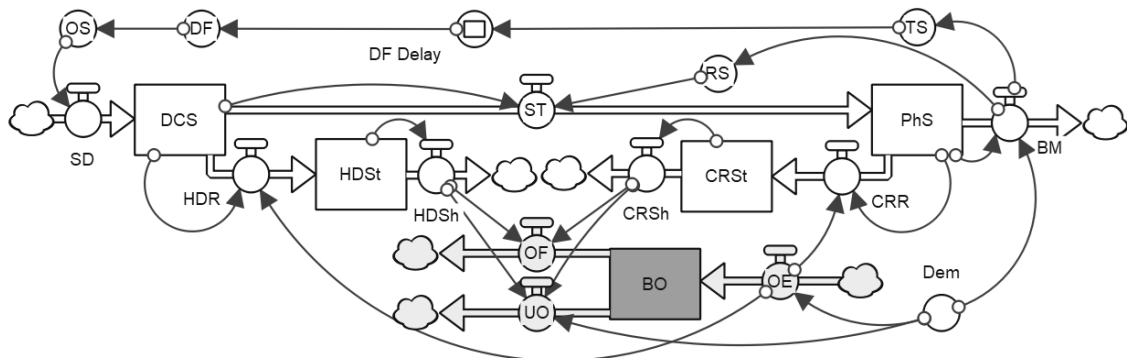 OS
DF
DF Delay
TS
RS
SD
DCS
ST
PhS
BM
HDR
HDSt
HDSh
CRSh
CRSt
CRR
OF
BO
OE
Dem
UO